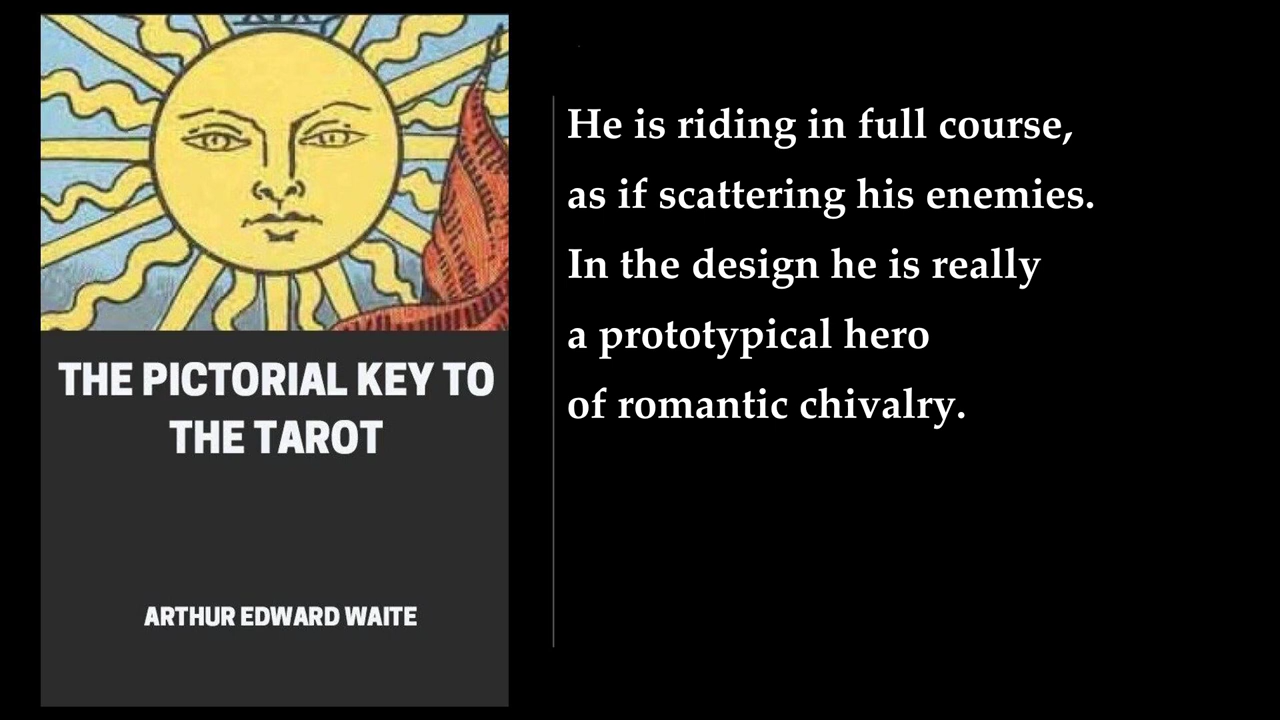 XIX
THE PICTORIAL KEY TO
THE TAROT
ARTHUR EDWARD WAITE
He is riding in full course,
as if scattering his enemies.
In the design he is really
a prototypical hero
of romantic chivalry.